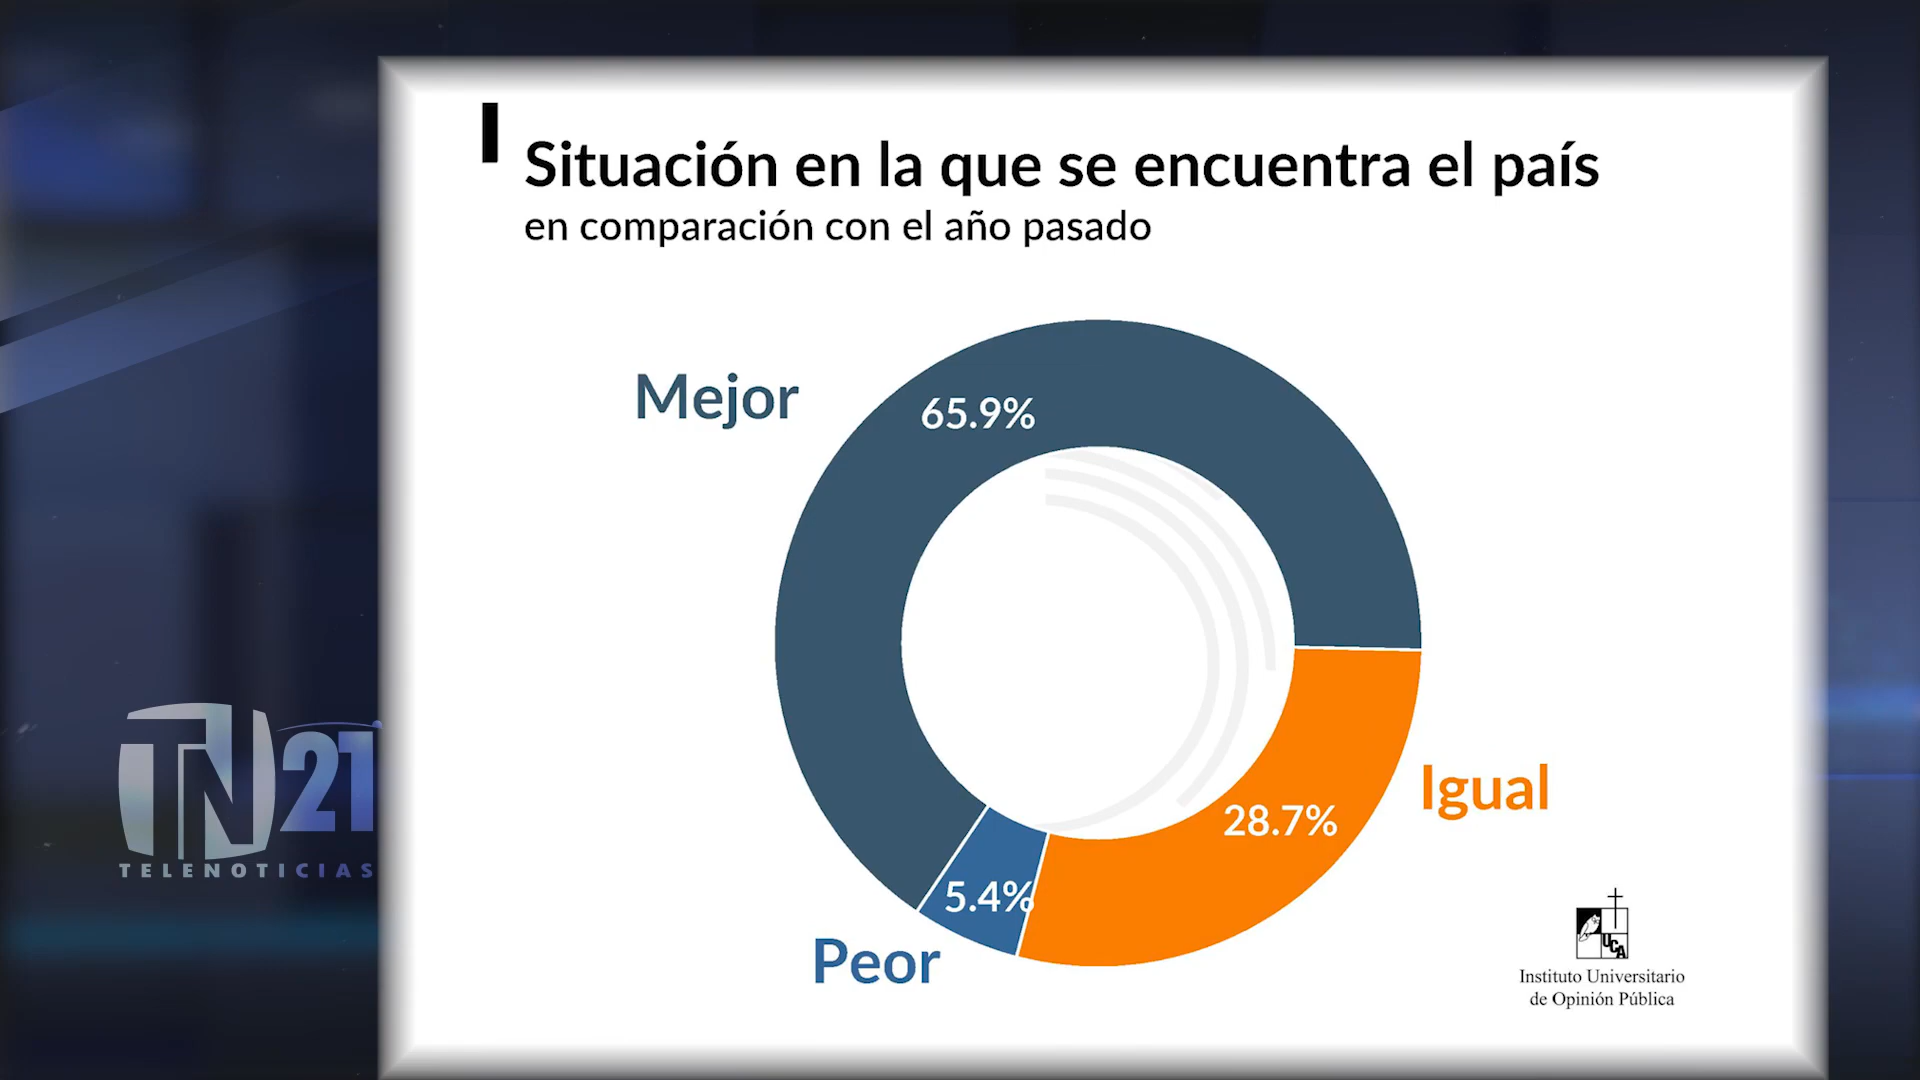 Situación en la que se encuentra el país
en comparación con el año pasado
Mejor
65.9%
Igual
28.7%
5.4%
Peor
TN21
TELENOTICIAS
UCA
Instituto Universitario
de Opinión Pública